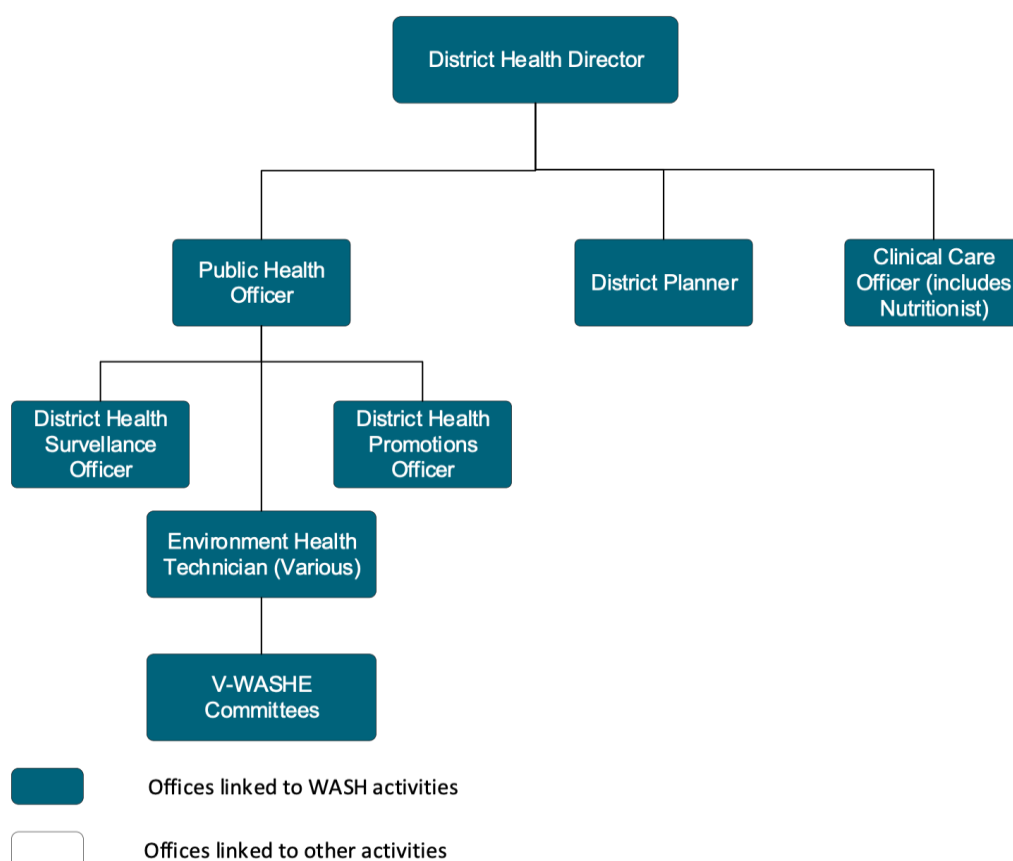 District Health Director
Public Health
Officer
District Planner
Clinical Care
Officer (includes
Nutritionist)
District Health
Survellance
Officer
District Health
Promotions
Officer
Environment Health
Technician (Various)
V-WASHE
Committees
Offices linked to WASH activities
Offices linked to other activities